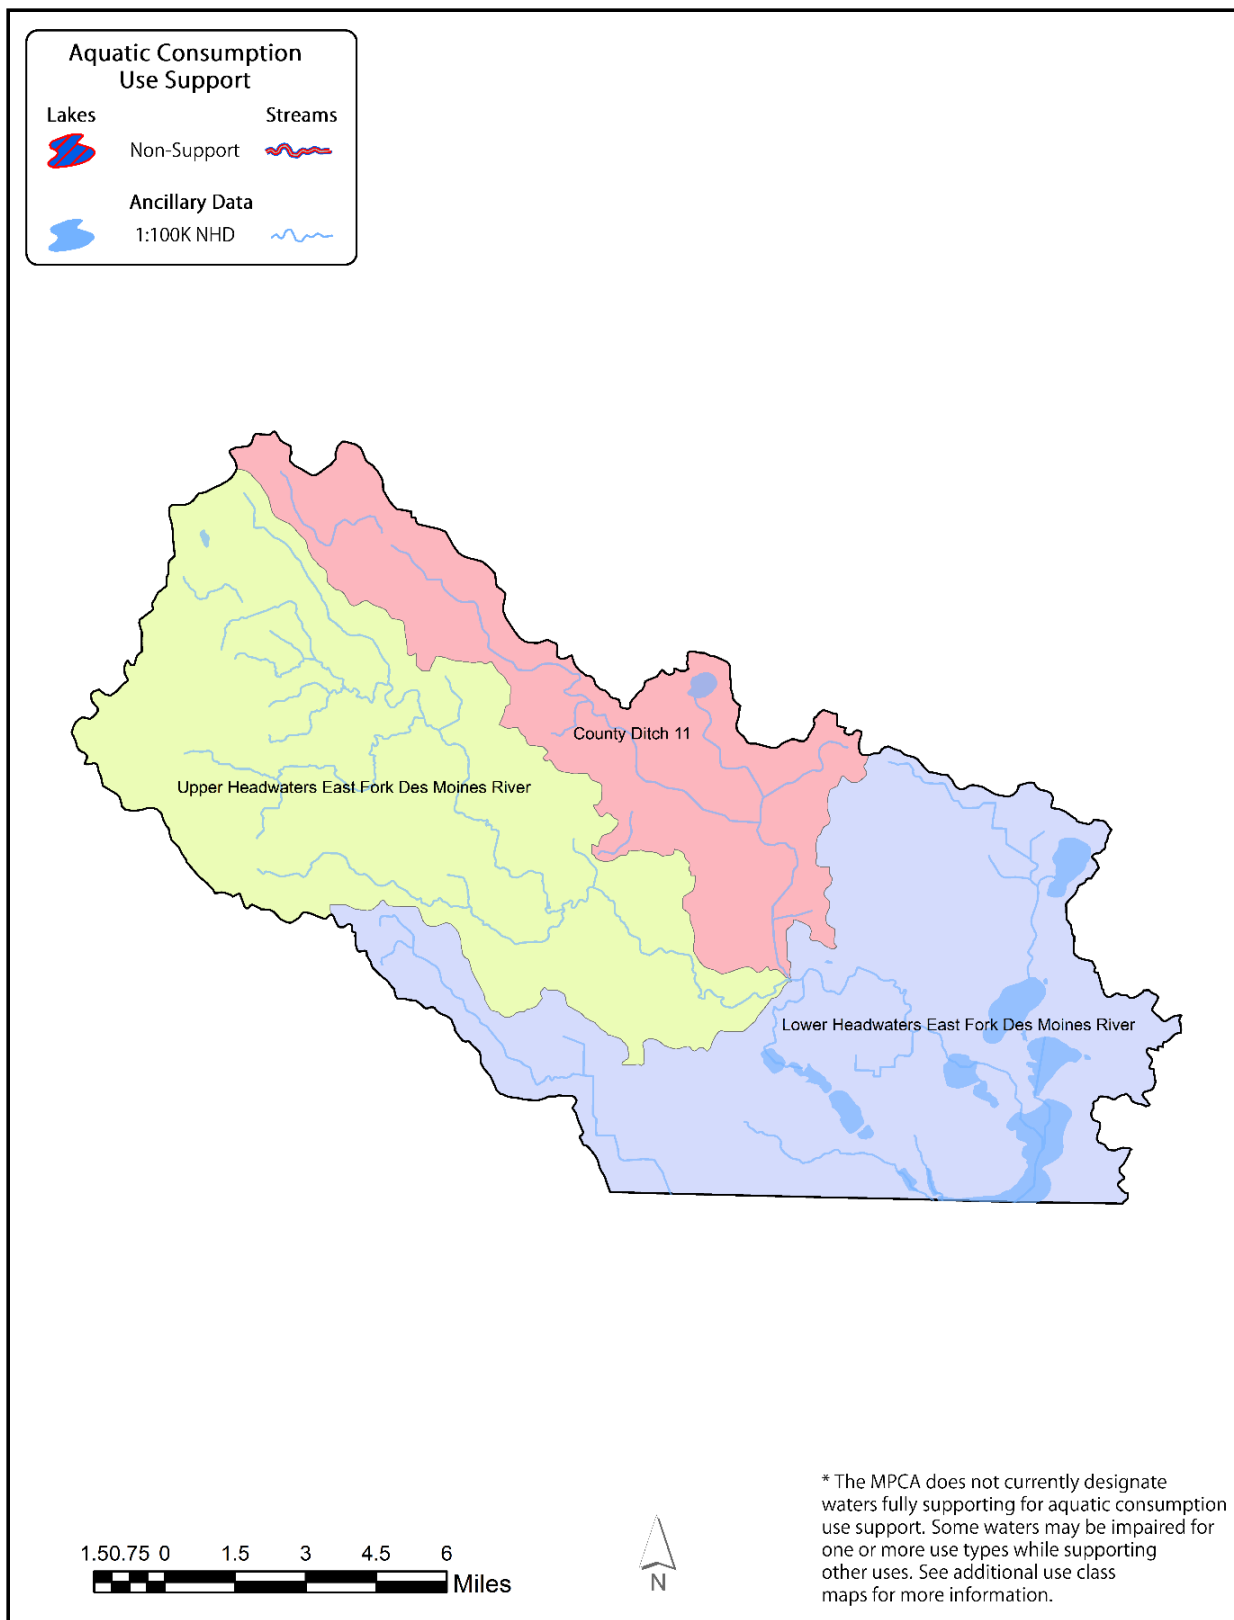 Aquatic Consumption
Use Support
Lakes
Streams
Non-Support
Ancillary Data
1:100K NHD
County Ditch 11
Upper Headwaters East Fork Des Moines River
Lower Headwaters East Fork Des Moines River
1.50.75 0 1.5 3 4.5 6
Miles
N
* The MPCA does not currently designate
waters fully supporting for aquatic consumption
use support. Some waters may be impaired for
one or more use types while supporting
other uses. See additional use class
maps for more information.